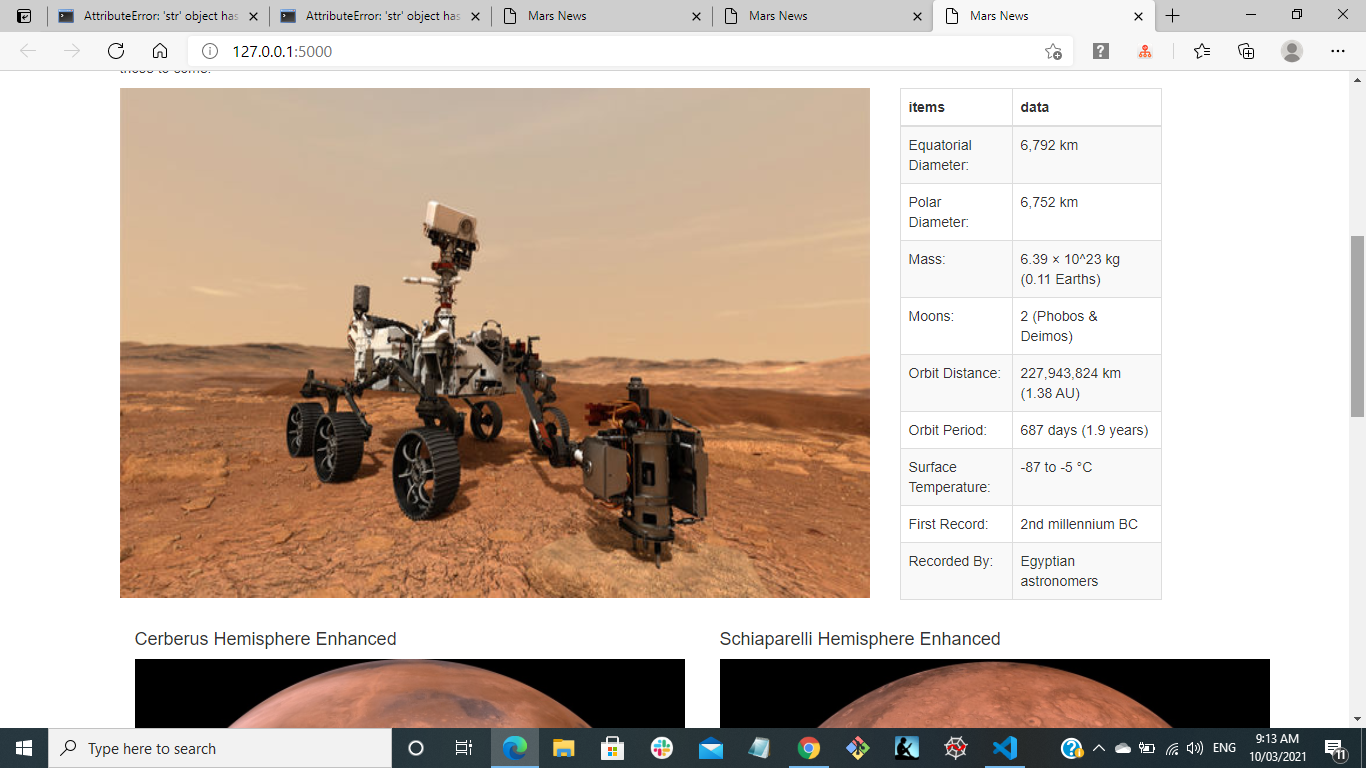 AttributeError: 'str' object has
AttributeError: 'str' object has
Mars News
Mars News
Mars News
127.0.0.1:5000
items data
Equatorial Diameter: 6,792 km
Polar Diameter: 6,752 km
Mass: 6.39 × 10^23 kg (0.11 Earths)
Moons: 2 (Phobos & Deimos)
Orbit Distance: 227,943,824 km (1.38 AU)
Orbit Period: 687 days (1.9 years)
Surface Temperature: -87 to -5 °C
First Record: 2nd millennium BC
Recorded By: Egyptian astronomers
Cerberus Hemisphere Enhanced
Schiaparelli Hemisphere Enhanced
Type here to search
ENG
9:13 AM
10/03/2021
11